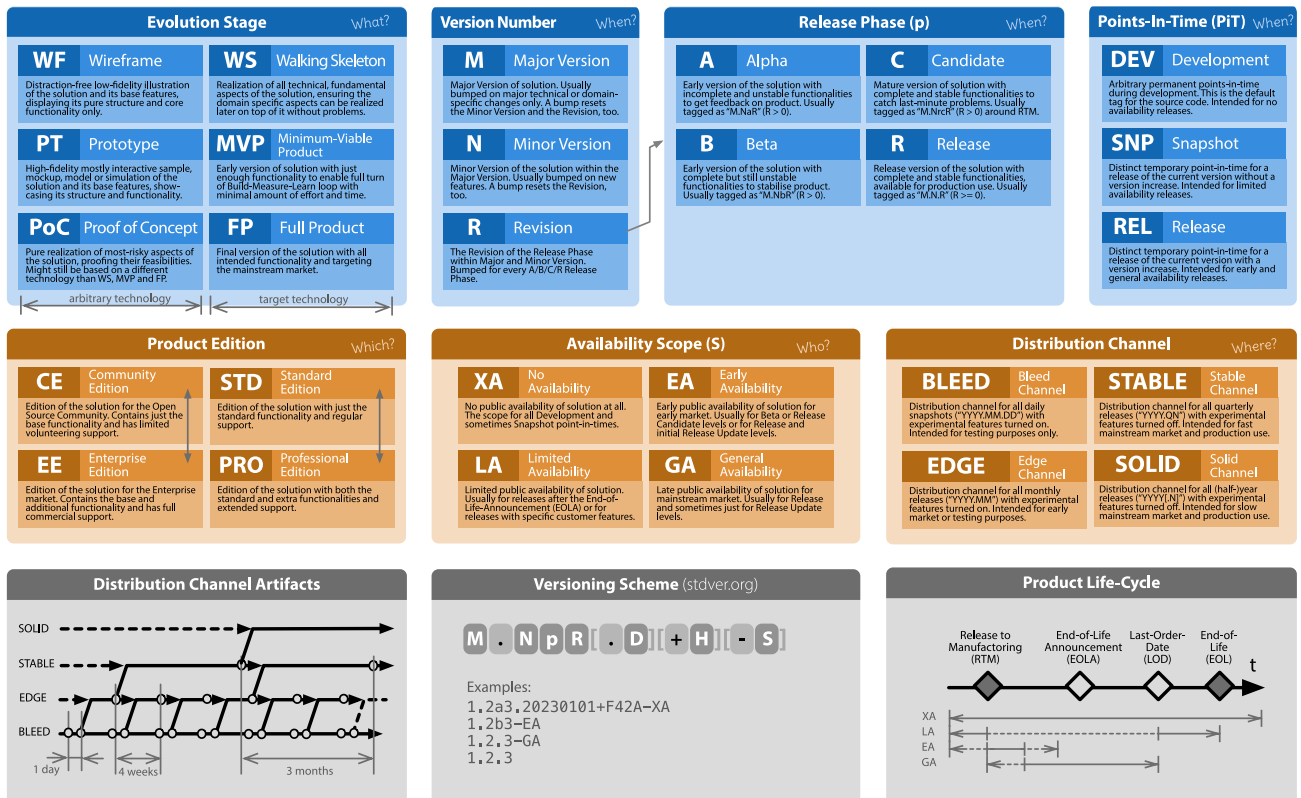 Evolution Stage
What?
WF Wireframe
Distraction-free low-fidelity illustration
of the solution and its base features,
displaying its pure structure and core
functionality only.
WS Walking Skeleton
Realization of all technical, fundamental
aspects of the solution, ensuring the
domain specific aspects can be realized
later on top of it without problems.
PT Prototype
High-fidelity mostly interactive sample,
mockup, model or simulation of the
solution and its base features, show-
casing its structure and functionality.
MVP Minimum-Viable
Product
Early version of solution with just
enough functionality to enable full turn
of Build-Measure-Learn loop with
minimal amount of effort and time.
PoC Proof of Concept
Pure realization of most-risky aspects of
the solution, proofing their feasibilities.
Might still be based on a different
technology than WS, MVP and FP.
FP Full Product
Final version of the solution with all
intended functionality and targeting
the mainstream market.
arbitrary technology
target technology
Version Number
When?
M Major Version
Major Version of solution. Usually
bumped on major technical or domain-
specific changes only. A bump resets
the Minor Version and the Revision, too.
N Minor Version
Minor Version of the solution within the
Major Version. Usually bumped on new
features. A bump resets the Revision,
too.
R Revision
The Revision of the Release Phase
within Major and Minor Version.
Bumped for every A/B/C/R Release
Phase.
Release Phase (p)
When?
A Alpha
Early version of the solution with
incomplete and unstable functionalities
to get feedback on product. Usually
tagged as “M.NaR” (R > 0).
C Candidate
Mature version of solution with
complete and stable functionalities to
catch last-minute problems. Usually
tagged as “M.NrcR” (R > 0) around RTM.
B Beta
Early version of the solution with
complete but still unstable
functionalities to stabilise product.
Usually tagged as “M.NbR” (R > 0).
R Release
Release version of the solution with
complete and stable functionalities,
available for production use. Usually
tagged as “M.N.R” (R >= 0).
Points-In-Time (PiT)
When?
DEV Development
Arbitrary permanent points-in-time
during development. This is the default
tag for the source code. Intended for no
availability releases.
SNP Snapshot
Distinct temporary point-in-time for a
release of the current version without a
version increase. Intended for limited
availability releases.
REL Release
Distinct temporary point-in-time for a
release of the current version with a
version increase. Intended for early and
general availability releases.
Product Edition
Which?
CE Community
Edition
Edition of the solution for the Open
Source Community. Contains just the
base functionality and has limited
volunteering support.
STD Standard
Edition
Edition of the solution with just the
standard functionality and regular
support.
EE Enterprise
Edition
Edition of the solution for the Enterprise
market. Contains the base and
additional functionality and has full
commercial support.
PRO Professional
Edition
Edition of the solution with both the
standard and extra functionalities and
extended support.
Availability Scope (S)
Who?
XA No
Availability
No public availability of solution at all.
The scope for all Development and
sometimes Snapshot point-in-times.
EA Early
Availability
Early public availability of solution for
early market. Usually for Beta or Release
Candidate levels or for Release and
initial Release Update levels.
LA Limited
Availability
Limited public availability of solution.
Usually for releases after the End-of-
Life-Announcement (EOLA) or for
releases with specific customer features.
GA General
Availability
Late public availability of solution for
mainstream market. Usually for Release
and sometimes just for Release Update
levels.
Distribution Channel
Where?
BLEED Bleed
Channel
Distribution channel for all daily
snapshots (“YYYY.MM.DD”) with
experimental features turned on.
Intended for testing purposes only.
STABLE Stable
Channel
Distribution channel for all quarterly
releases (“YYYY.QN”) with experimental
features turned off. Intended for fast
mainstream market and production use.
EDGE Edge
Channel
Distribution channel for all monthly
releases (“YYYY.MM”) with experimental
features turned on. Intended for early
market or testing purposes.
SOLID Solid
Channel
Distribution channel for all (half-)year
releases (“YYYY[.N]”) with experimental
features turned off. Intended for slow
mainstream market and production use.
Distribution Channel Artifacts
SOLID
STABLE
EDGE
BLEED
1 day
4 weeks
3 months
Versioning Scheme (stdver.org)
M.NpR[.D][+H][-S]
Examples:
1.2a3.20230101+F42A-XA
1.2b3-EA
1.2.3-GA
1.2.3
Product Life-Cycle
Release to
Manufactoring
(RTM)
End-of-Life
Announcement
(EOLA)
Last-Order-
Date
(LOD)
End-of-
Life
(EOL)
t
XA
LA
EA
GA